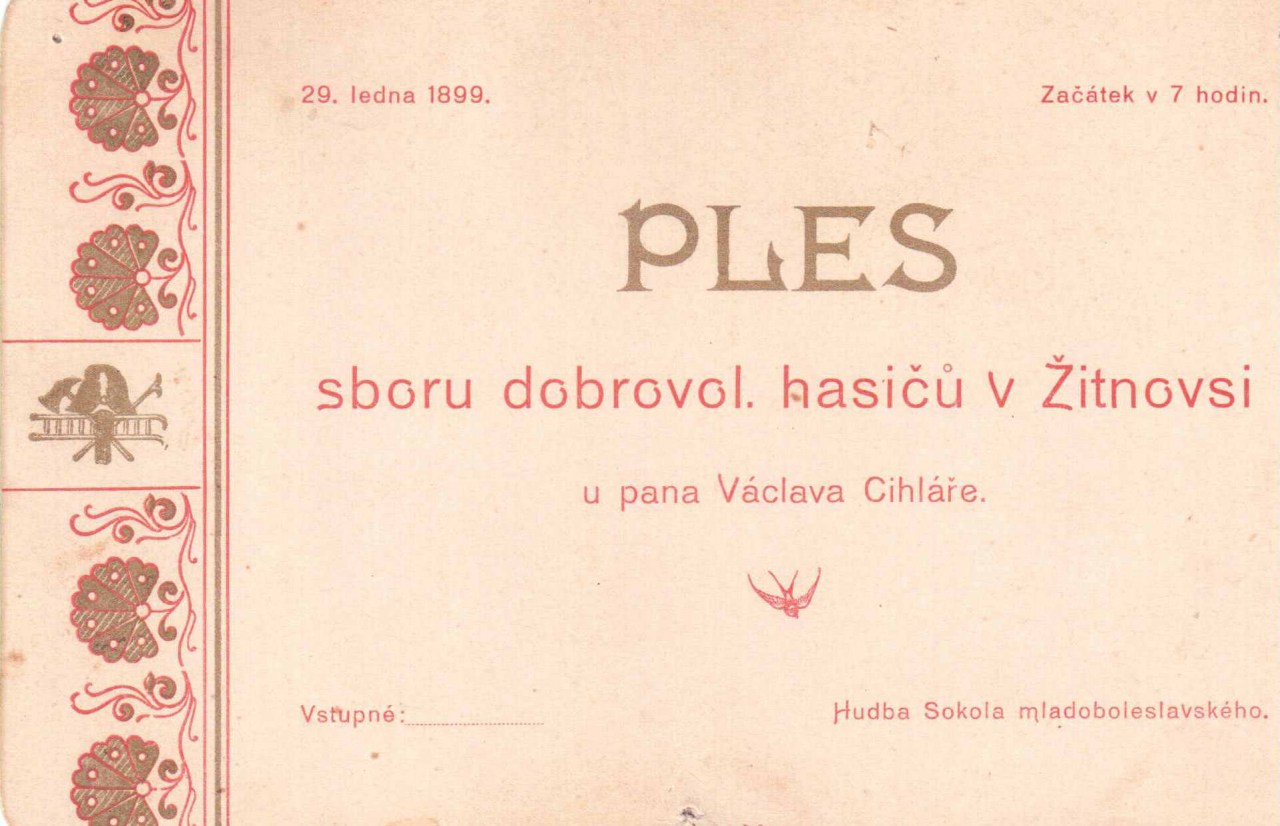 29. ledna 1899.
Začátek v 7 hodin.
PLES
sboru dobrovol. hasičů v Žitnovsi
u pana Václava Cihláře.
Vstupné:
Hudba Sokola mladoboleslavského.